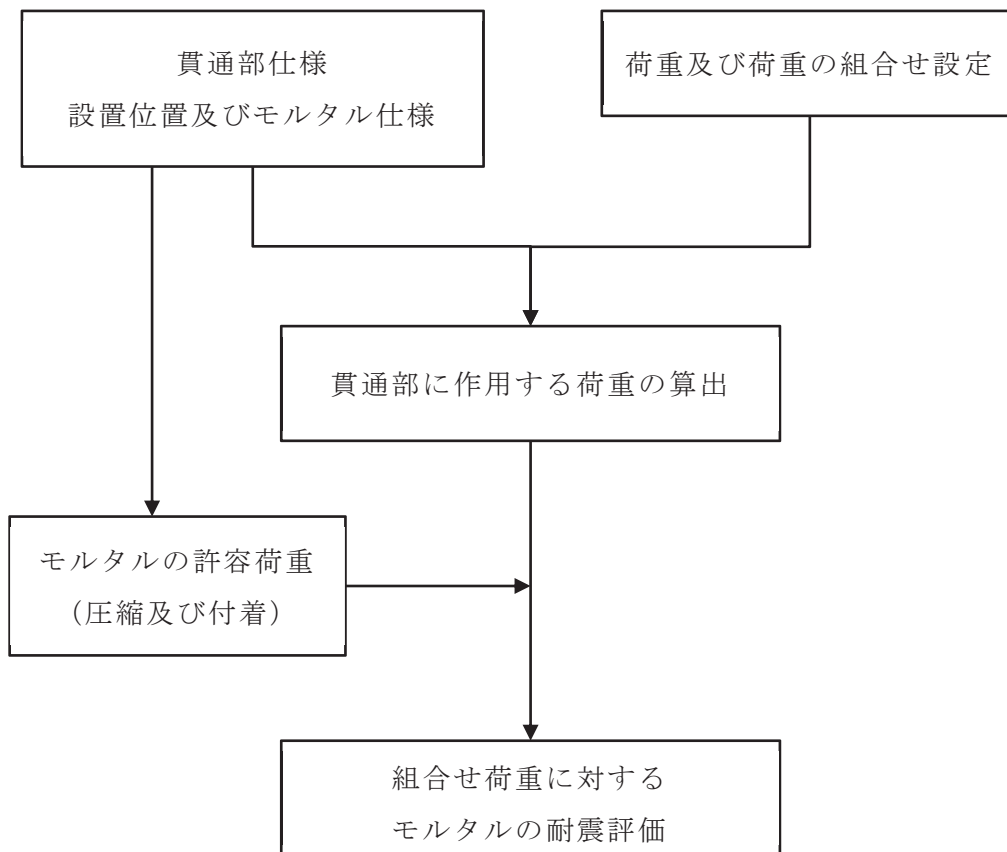 貫通部仕様
設置位置及びモルタル仕様
荷重及び荷重の組合せ設定
貫通部に作用する荷重の算出
モルタルの許容荷重
(圧縮及び付着)
組合せ荷重に対する
モルタルの耐震評価